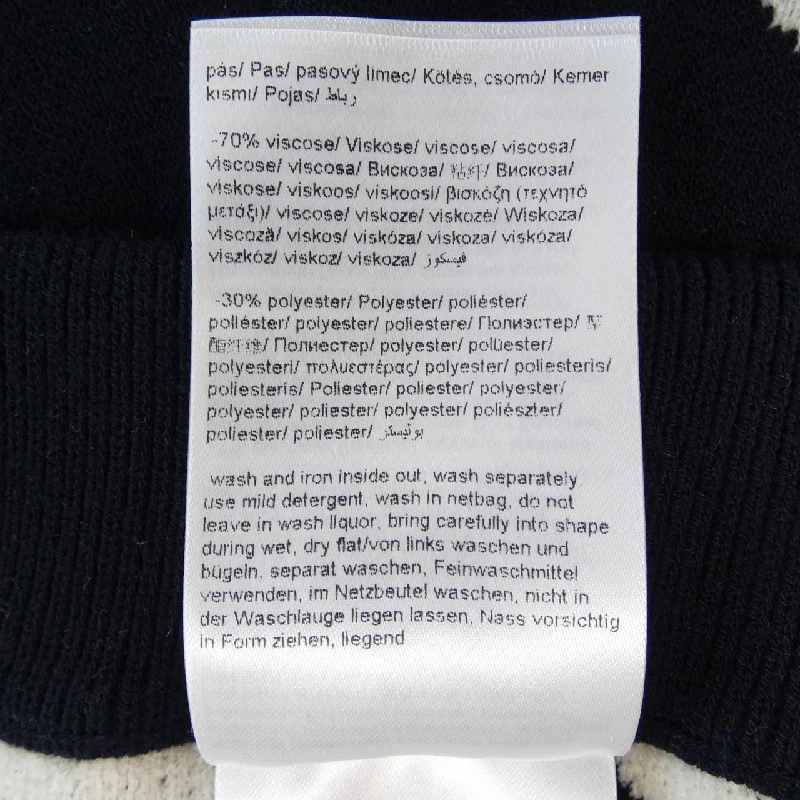 pás/ Pas/ pasový límec/ Kötés, csomó/ Kemer
kısmı/ Pojas/ رباط
-70% viscose/ Viskose/ viscose/ viscosa/
viscose/ viscosa/ Вискоза/ 粘纤/ Вискоза/
viskose/ viskoos/ viskoosi/ βισκόζη (τεχνητό
μετάξι)/ viscose/ viskoze/ viskozė/ Wiskoza/
viscoză/ viskos/ viskóza/ viskoza/ viskóza/
viszkóz/ viskoz/ viskoza/ فيسكوز
-30% polyester/ Polyester/ poliéster/
poliéster/ polyester/ poliestere/ Полиэстер/ 聚
酯纤维/ Полиестер/ polyester/ polüester/
polyesteri/ πολυεστέρας/ polyester/ poliesteris/
poliesteris/ Poliester/ poliester/ polyester/
polyester/ poliester/ polyester/ poliészter/
poliester/ poliester/ بوليستر
wash and iron inside out, wash separately
use mild detergent, wash in netbag, do not
leave in wash liquor, bring carefully into shape
during wet, dry flat/von links waschen und
bügeln, separat waschen, Feinwaschmittel
verwenden, im Netzbeutel waschen, nicht in
der Waschlauge liegen lassen, Nass vorsichtig
in Form ziehen, liegend